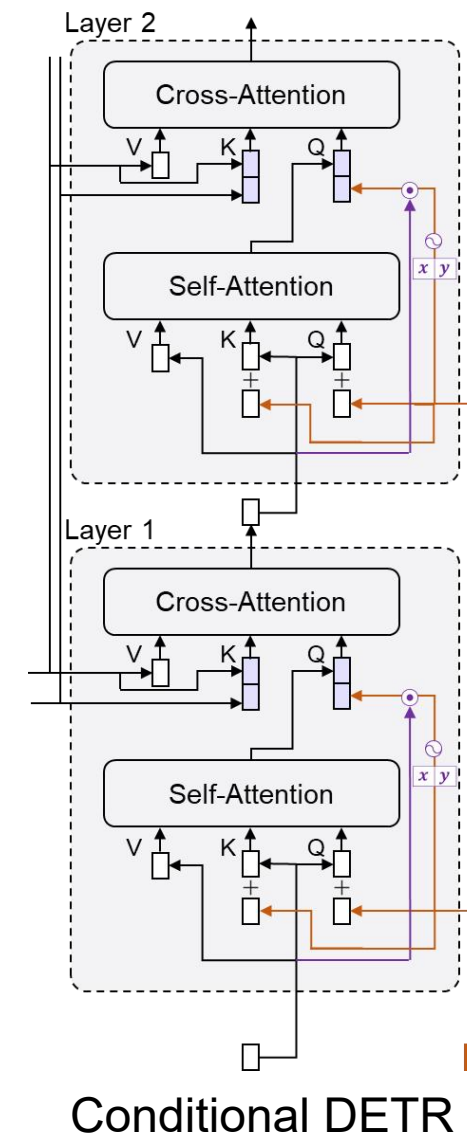 Layer 2
Cross-Attention
V K Q
x y
Self-Attention
V K Q
+ +
Layer 1
Cross-Attention
V K Q
x y
Self-Attention
V K Q
+ +
Conditional DETR